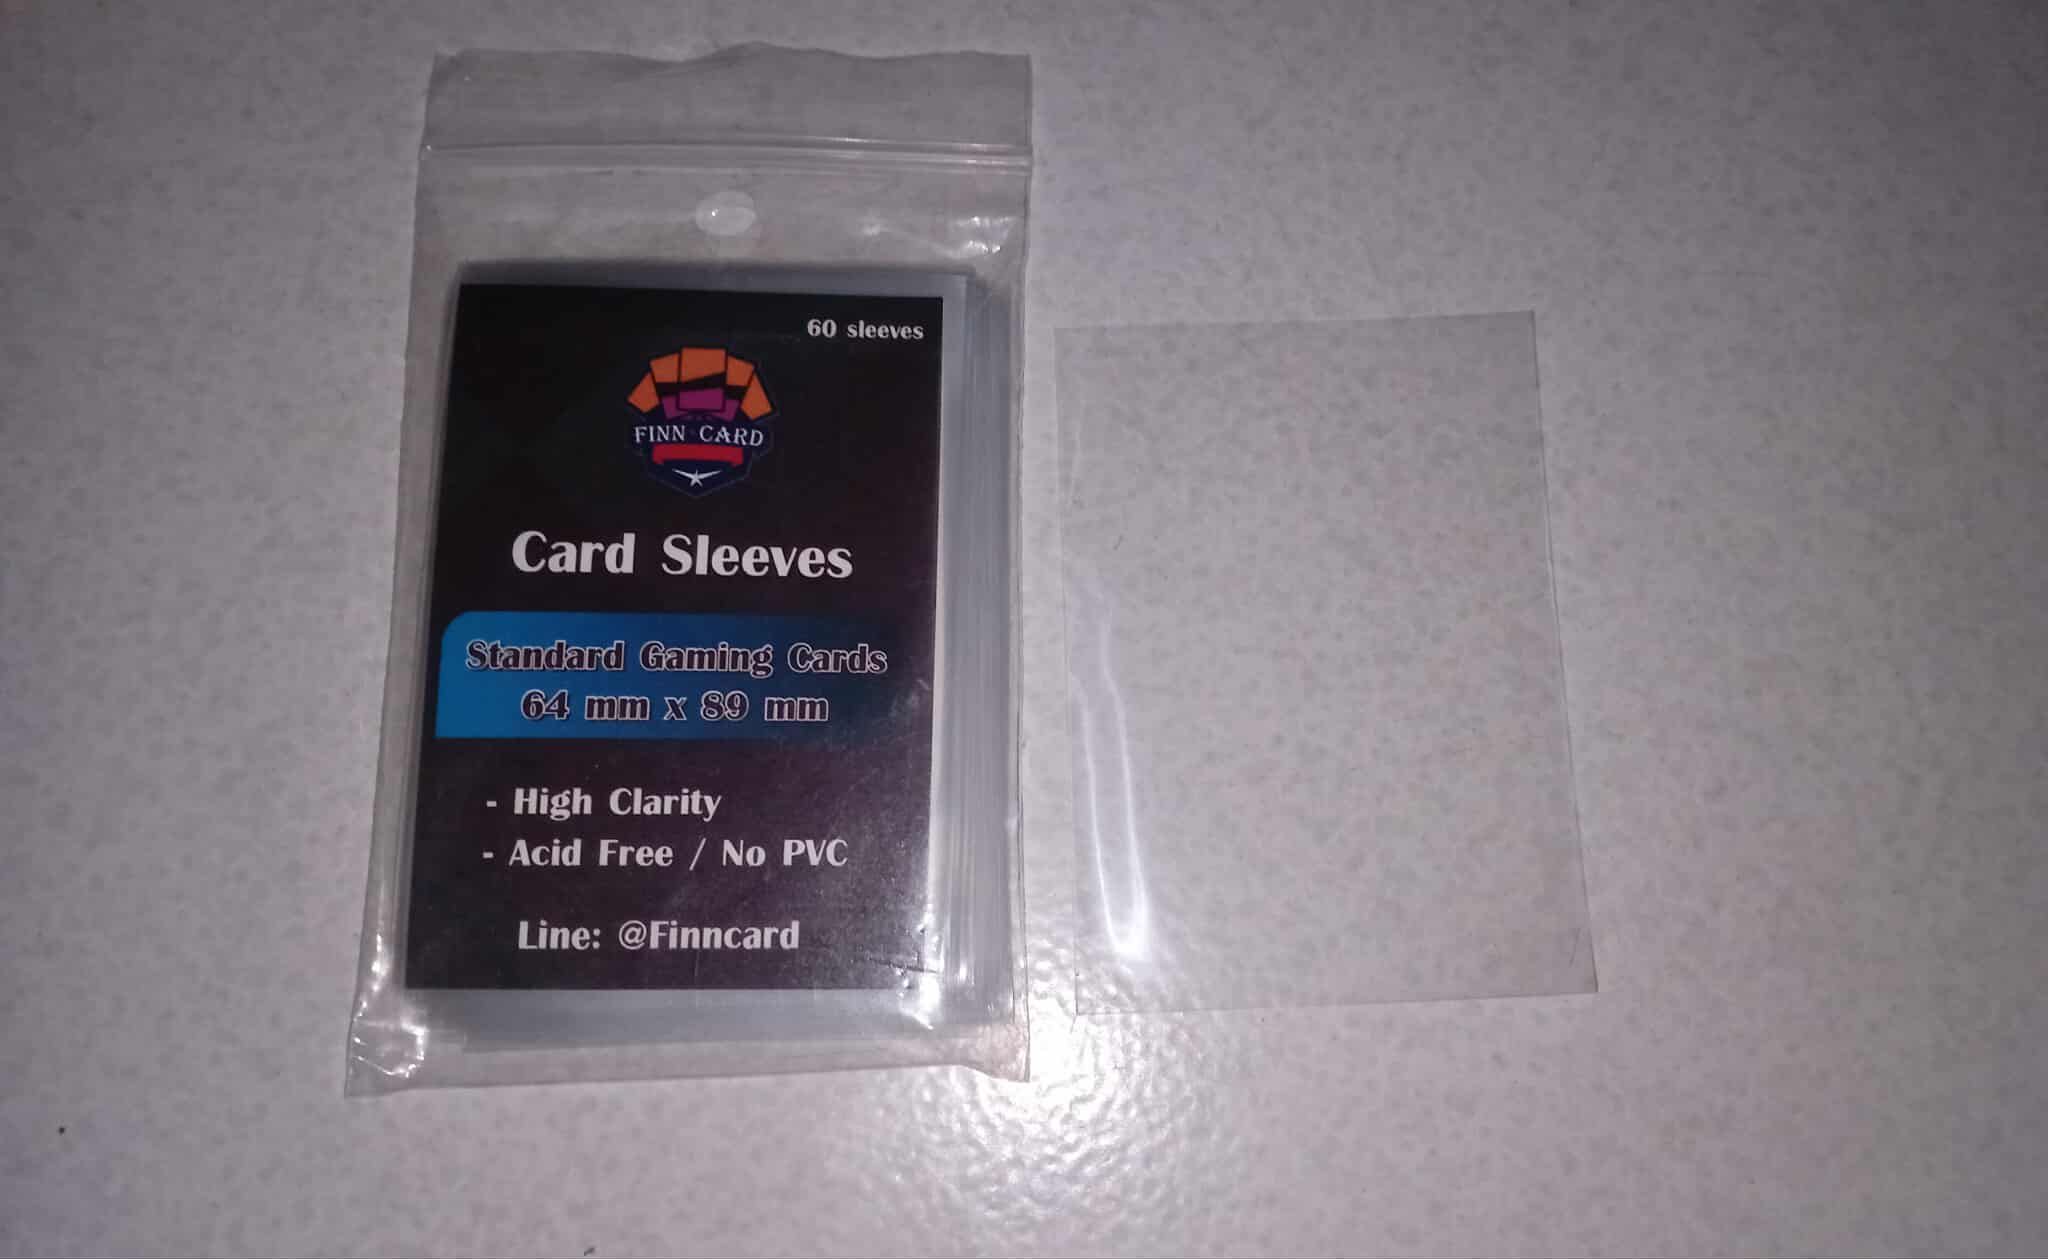 60 sleeves
FINN CARD
Card Sleeves
Standard Gaming Cards
64 mm x 89 mm
- High Clarity
- Acid Free / No PVC
Line: @Finncard